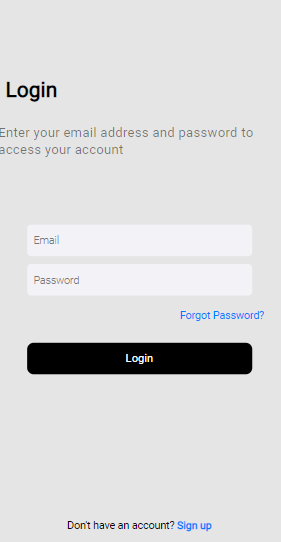 Login
Enter your email address and password to
access your account
Email
Password
Forgot Password?
Login
Don't have an account? Sign up